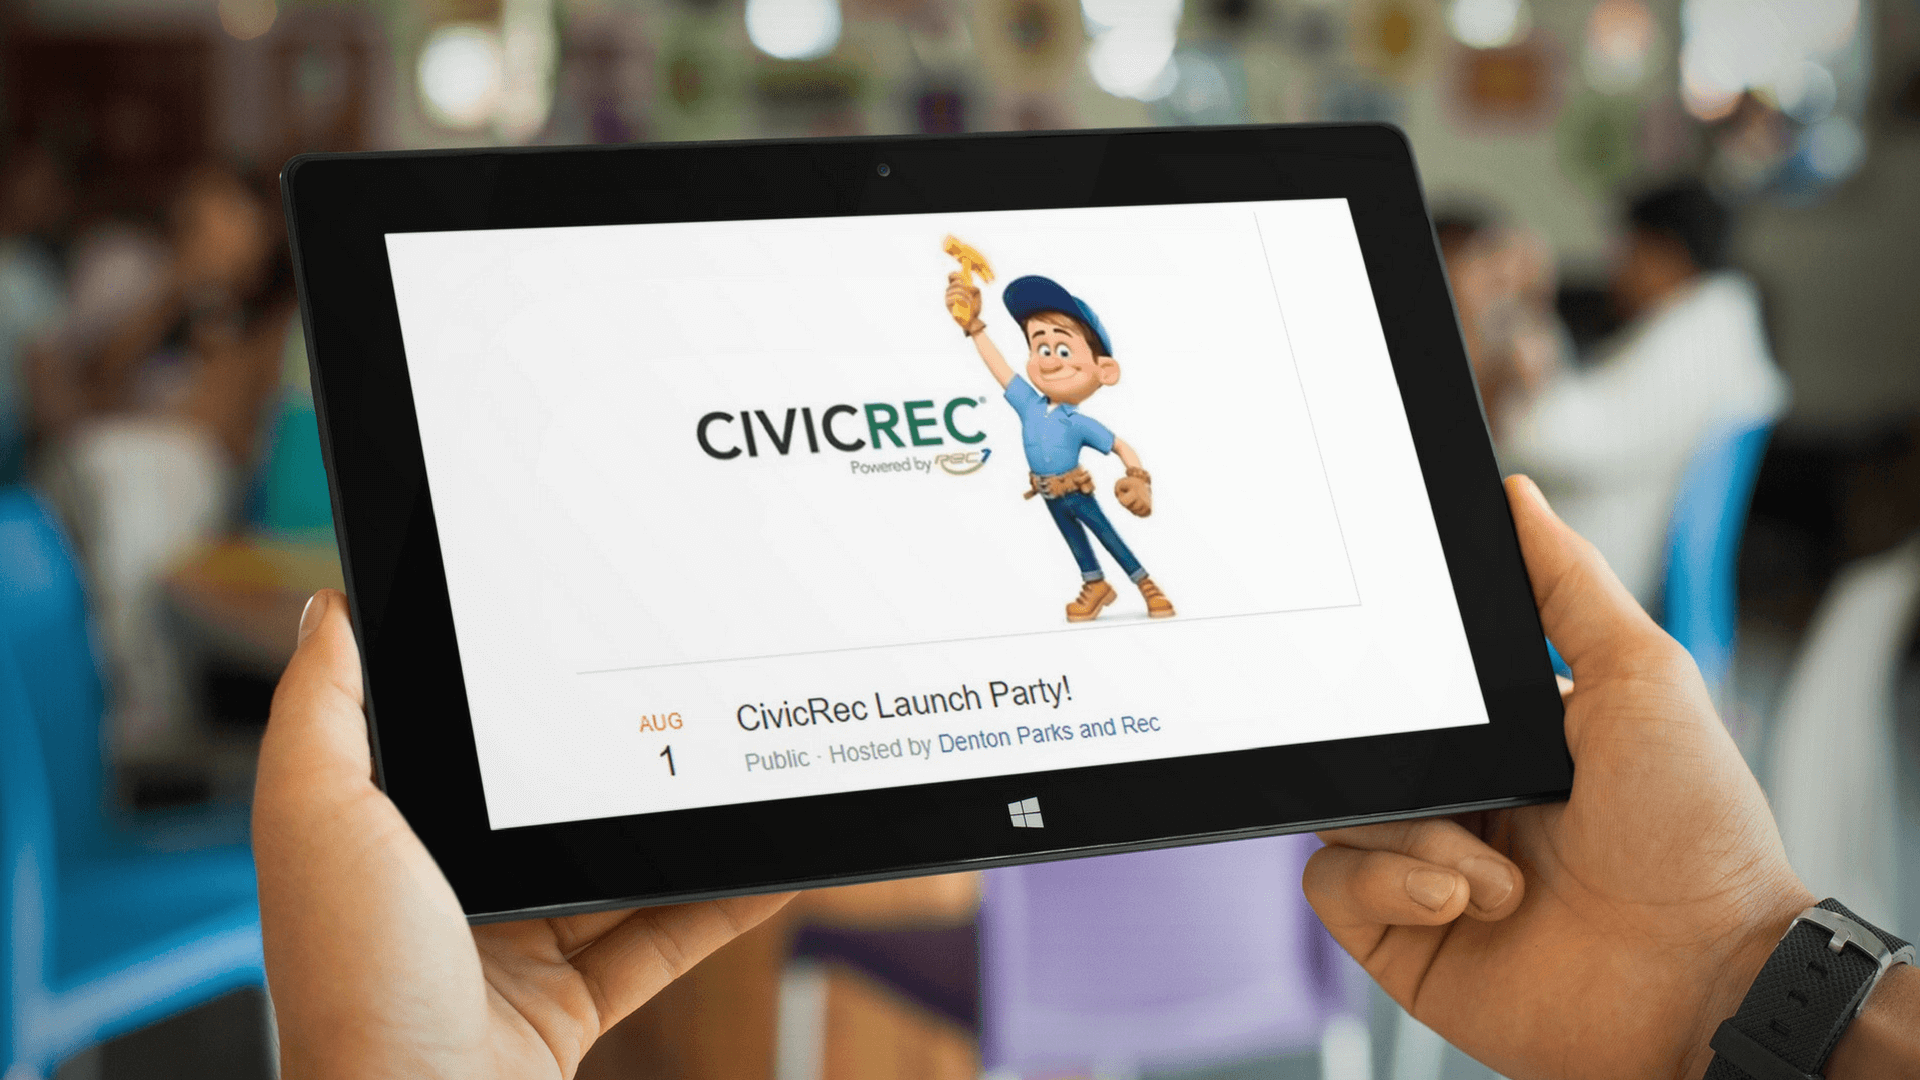 CIVICREC®
Powered by rec1
AUG
1
CivicRec Launch Party!
Public · Hosted by Denton Parks and Rec